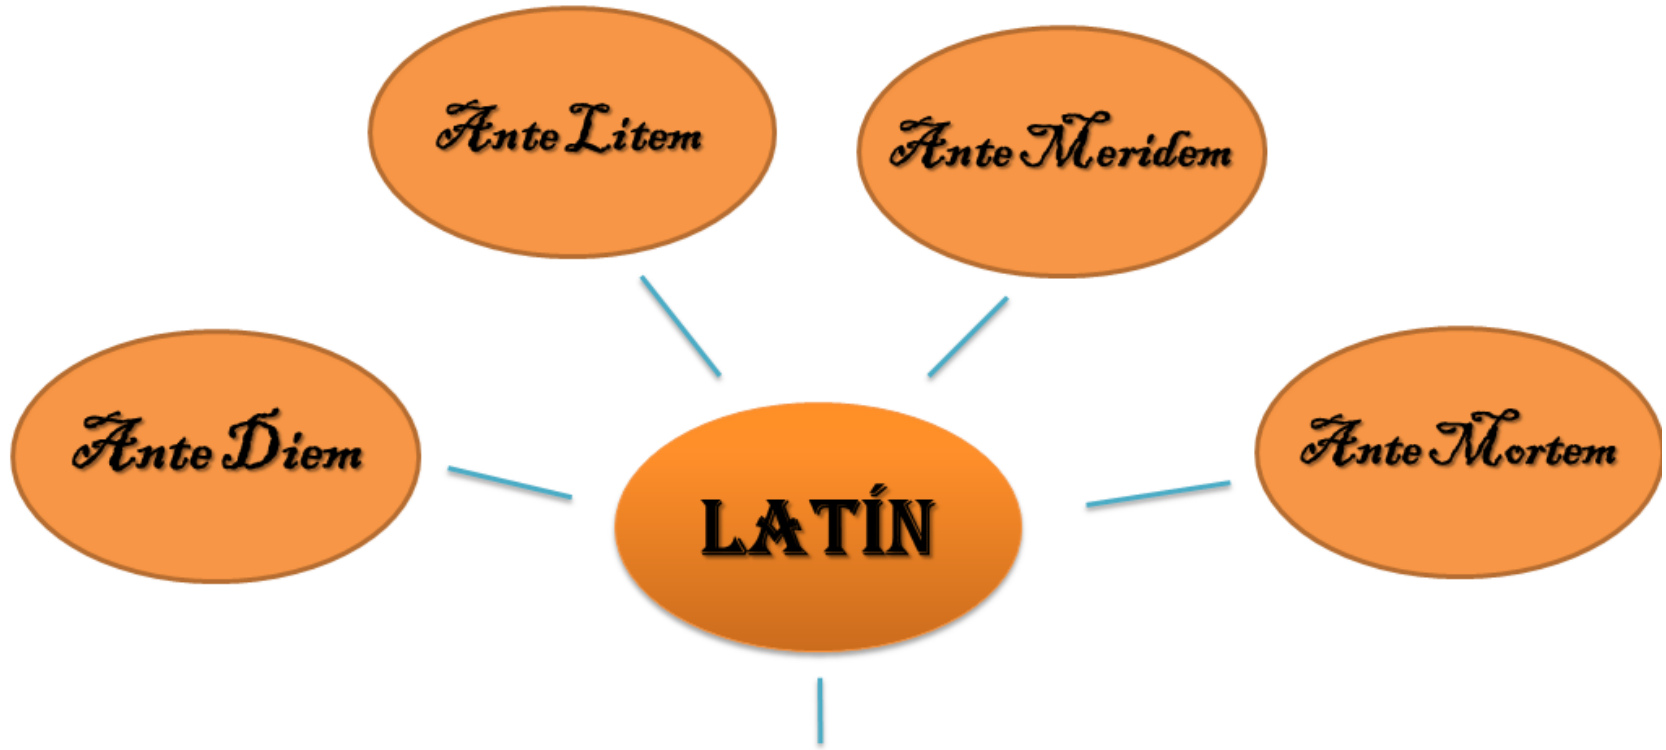 Ante Litem
Ante Meridem
Ante Diem
Ante Mortem
LATÍN